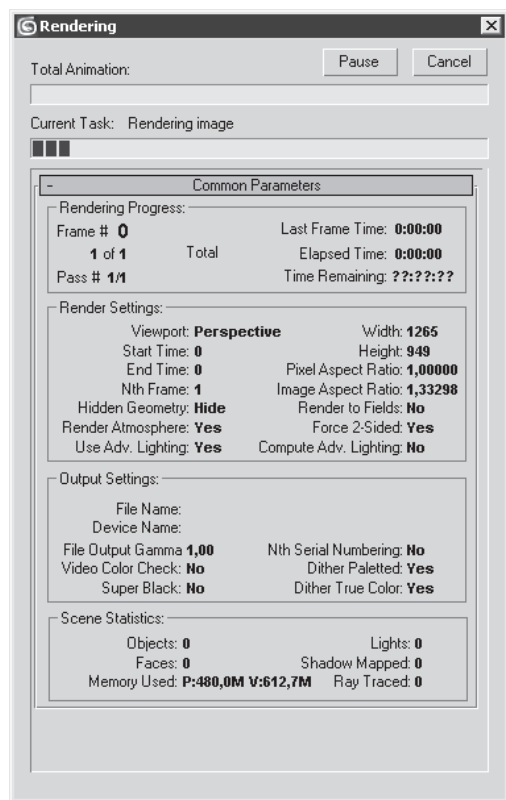 Rendering
Pause Cancel
Total Animation:
Current Task: Rendering image
- Common Parameters
Rendering Progress:
Frame # 0 Last Frame Time: 0:00:00
1 of 1 Total Elapsed Time: 0:00:00
Pass # 1/1 Time Remaining: ??:??:??
Render Settings:
Viewport: Perspective Width: 1265
Start Time: 0 Height: 949
End Time: 0 Pixel Aspect Ratio: 1,00000
Nth Frame: 1 Image Aspect Ratio: 1,33298
Hidden Geometry: Hide Render to Fields: No
Render Atmosphere: Yes Force 2-Sided: Yes
Use Adv. Lighting: Yes Compute Adv. Lighting: No
Output Settings:
File Name:
Device Name:
File Output Gamma 1,00 Nth Serial Numbering: No
Video Color Check: No Dither Paletted: Yes
Super Black: No Dither True Color: Yes
Scene Statistics:
Objects: 0 Lights: 0
Faces: 0 Shadow Mapped: 0
Memory Used: P:480,0M V:612,7M Ray Traced: 0